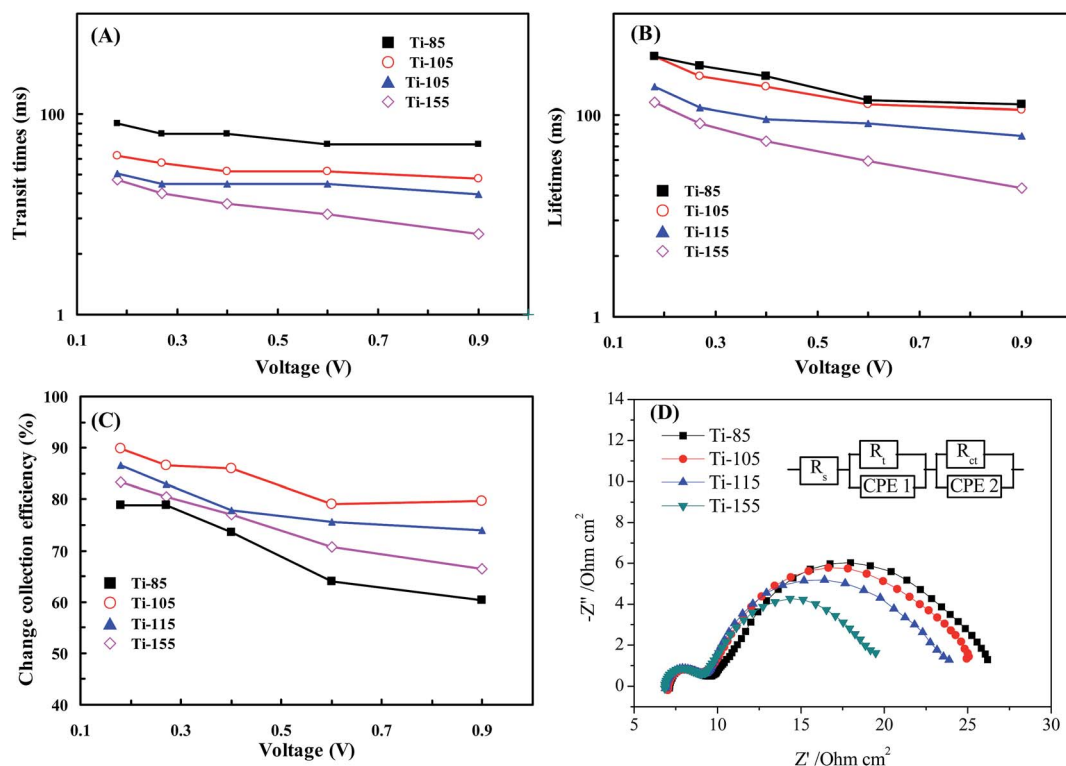 (A)
Ti-85
Ti-105
Ti-105
Ti-155
Transit times (ms)
100
1
0.1 0.3 0.5 0.7 0.9
Voltage (V)
(B)
Lifetimes (ms)
100
1
Ti-85
Ti-105
Ti-115
Ti-155
0.1 0.3 0.5 0.7 0.9
Voltage (V)
(C)
Change collection efficiency (%)
100
90
80
70
60
50
40
Ti-85
Ti-105
Ti-115
Ti-155
0.1 0.3 0.5 0.7 0.9
Voltage (V)
(D)
-Z'' /Ohm cm²
14
12
10
8
6
4
2
0
Ti-85
Ti-105
Ti-115
Ti-155
Rs Rt Rct
CPE 1 CPE 2
5 10 15 20 25 30
Z' /Ohm cm²